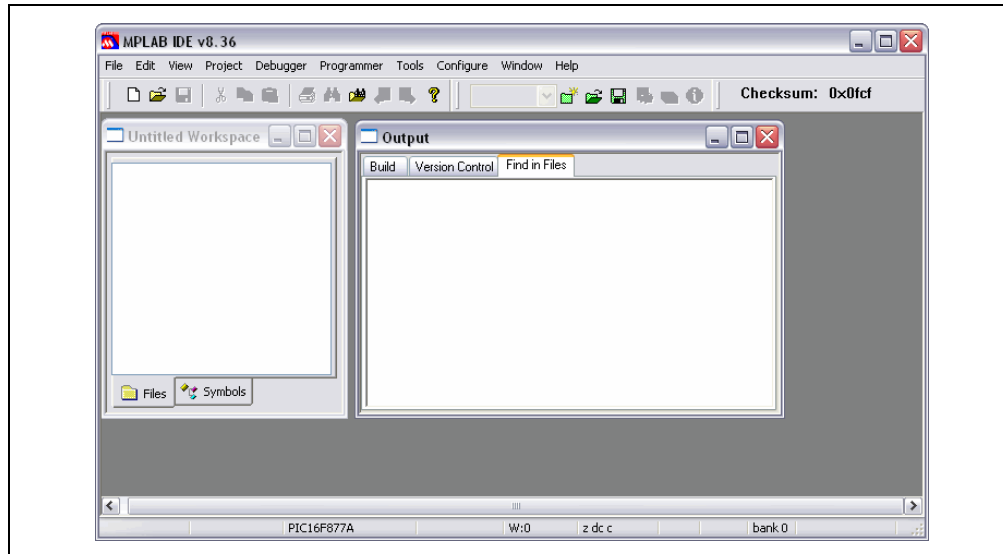 MPLAB IDE v8.36
File Edit View Project Debugger Programmer Tools Configure Window Help
Checksum: 0x0fcf
Untitled Workspace
Output
Build Version Control Find in Files
Files Symbols
PIC16F877A W:0 z dc c bank 0